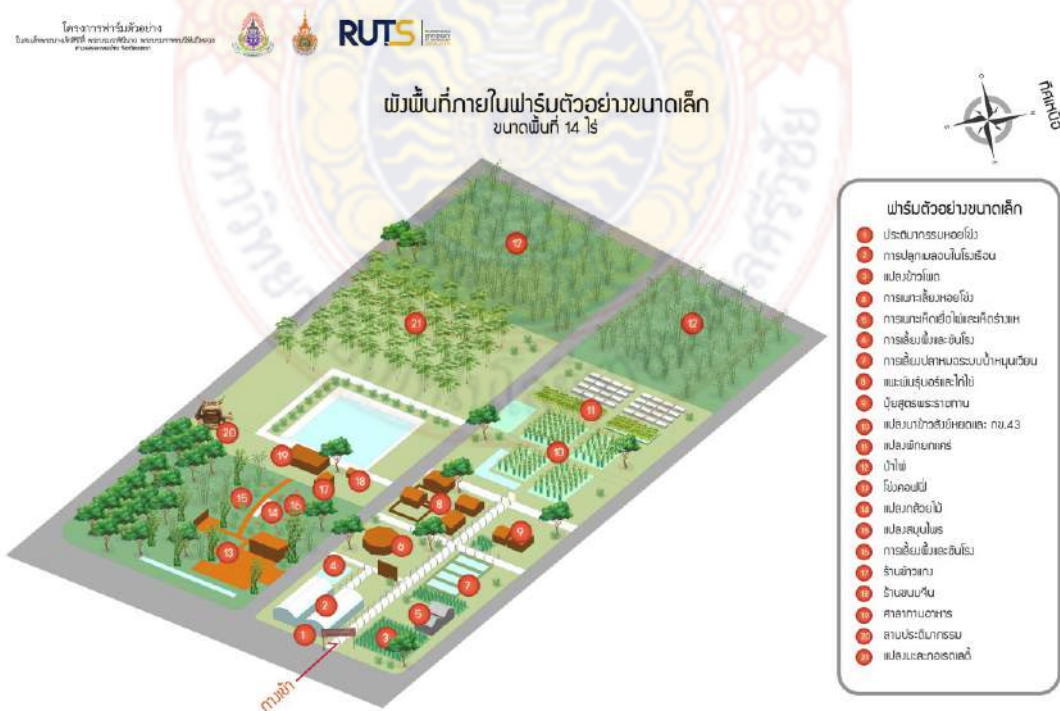 โครงการฟาร์มตัวอย่าง
RUTS
ผังพื้นที่ภายในฟาร์มตัวอย่างขนาดเล็ก
ขนาดพื้นที่ 14 ไร่
ทิศเหนือ
ฟาร์มตัวอย่างขนาดเล็ก
1 ประติมากรรมหอยโข่ง
2 การปลูกเมลอนในโรงเรือน
3 แปลงข้าวโพด
4 การเพาะเลี้ยงหอยโข่ง
5 การเพาะเห็ดเยื่อไผ่และเห็ดร่างแห
6 การเลี้ยงผึ้งและชันโรง
7 การเลี้ยงปลาหมอระบบน้ำหมุนเวียน
8 แพะพันธุ์บอร์และไก่ไข่
9 ปุ๋ยสูตรพระราชทาน
10 แปลงนาข้าวสังข์หยดและ กข.43
11 แปลงผักยกแคร่
12 ป่าไผ่
13 โข่งคอฟฟี่
14 แปลงกล้วยไม้
15 แปลงสมุนไพร
16 การเลี้ยงผึ้งและชันโรง
17 ร้านข้าวแกง
18 ร้านขนมจีน
19 ศาลาทานอาหาร
20 ลานประติมากรรม
21 แปลงมะละกอเรดเลดี้
12
12
21
11
10
20
19
18
17
15
16
14
13
8
9
6
4
7
2
5
1
3
ทางเข้า